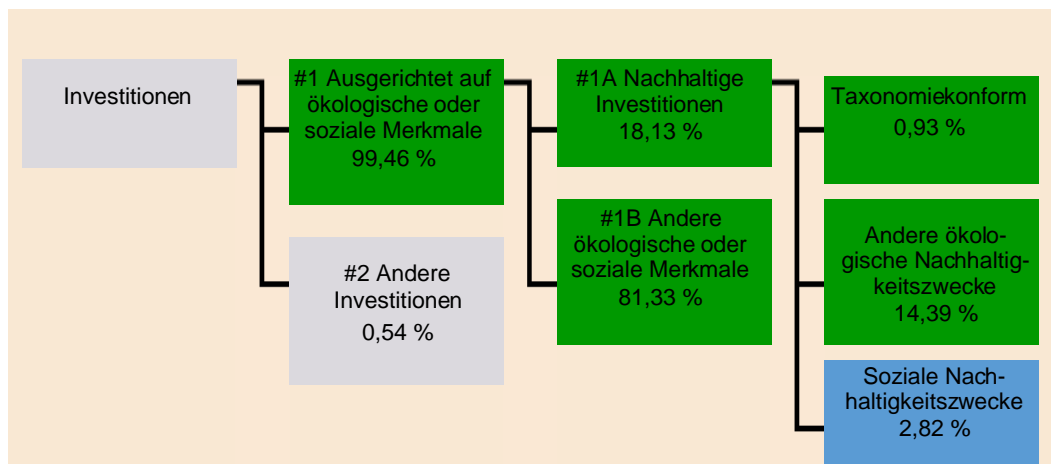 Investitionen
#1 Ausgerichtet auf
ökologische oder
soziale Merkmale
99,46 %
#2 Andere
Investitionen
0,54 %
#1A Nachhaltige
Investitionen
18,13 %
#1B Andere
ökologische oder
soziale Merkmale
81,33 %
Taxonomiekonform
0,93 %
Andere ökolo-
gische Nachhaltig-
keitszwecke
14,39 %
Soziale Nach-
haltigkeitszwecke
2,82 %